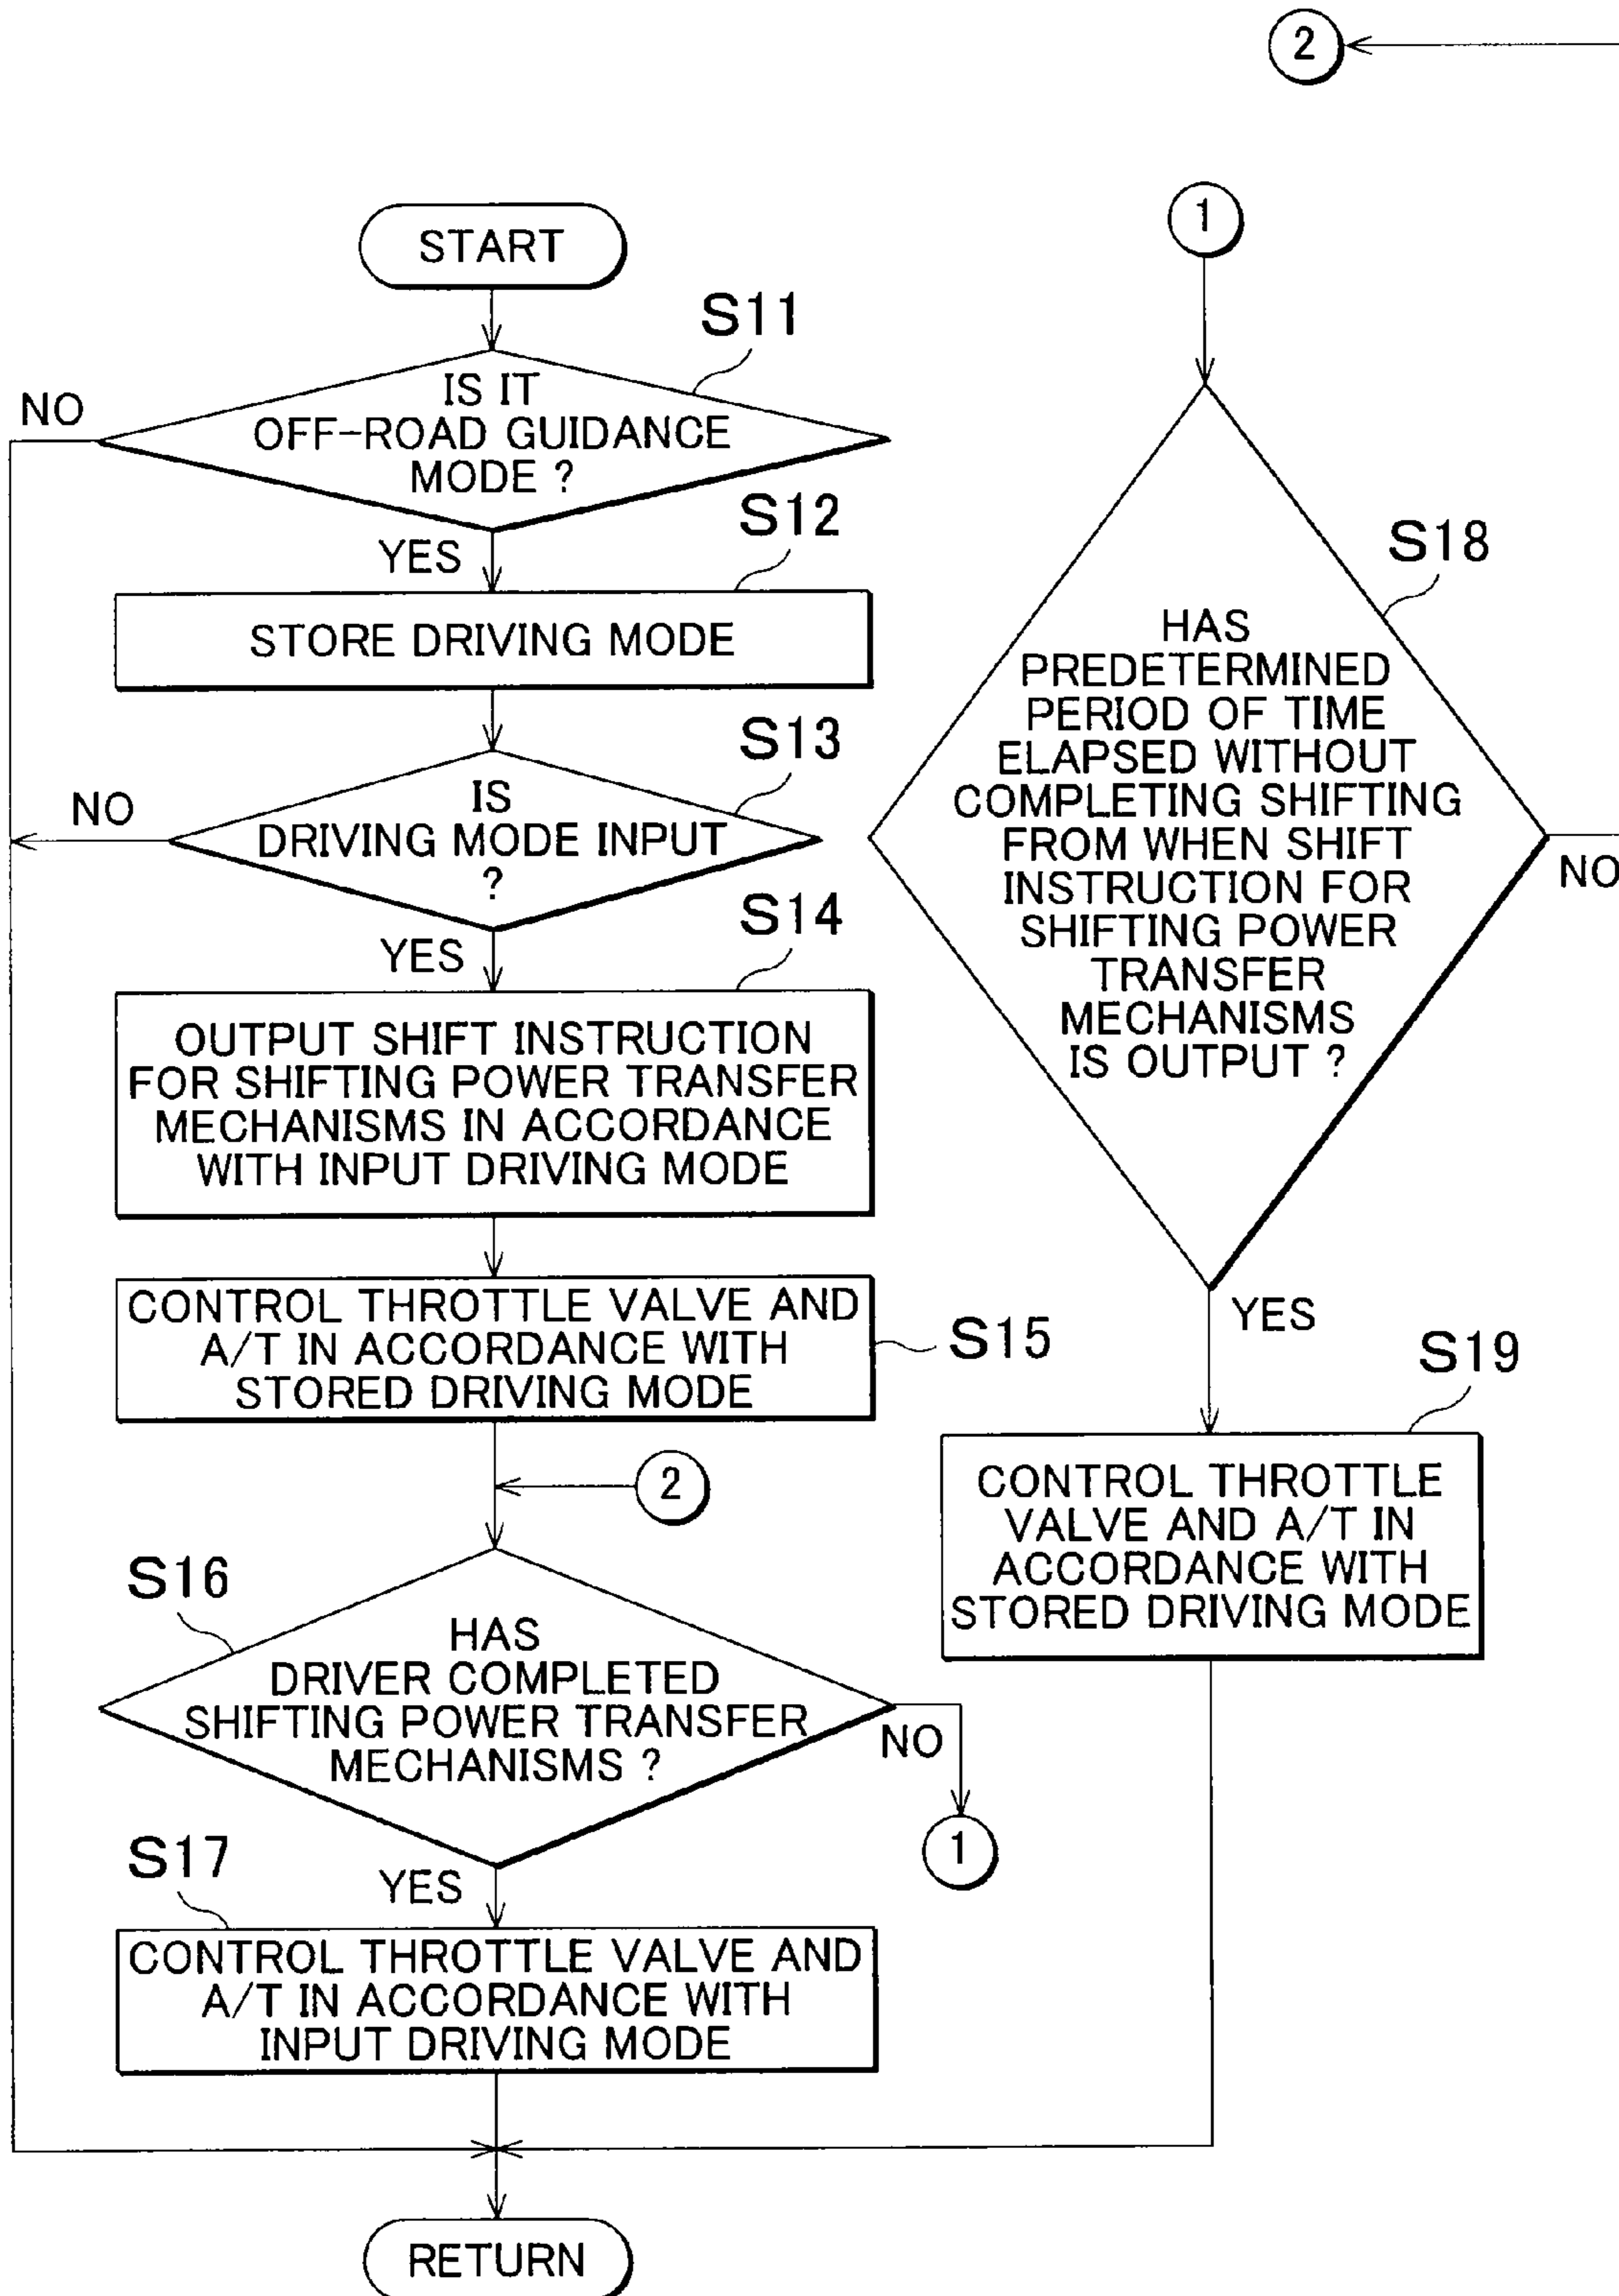 START
S11
IS IT
OFF-ROAD GUIDANCE
MODE ?
NO
YES
S12
STORE DRIVING MODE
S13
IS
DRIVING MODE INPUT
?
NO
YES
S14
OUTPUT SHIFT INSTRUCTION
FOR SHIFTING POWER TRANSFER
MECHANISMS IN ACCORDANCE
WITH INPUT DRIVING MODE
CONTROL THROTTLE VALVE AND
A/T IN ACCORDANCE WITH
STORED DRIVING MODE
S15
2
S16
HAS
DRIVER COMPLETED
SHIFTING POWER TRANSFER
MECHANISMS ?
NO
1
YES
S17
CONTROL THROTTLE VALVE AND
A/T IN ACCORDANCE WITH
INPUT DRIVING MODE
RETURN
2
1
S18
HAS
PREDETERMINED
PERIOD OF TIME
ELAPSED WITHOUT
COMPLETING SHIFTING
FROM WHEN SHIFT
INSTRUCTION FOR
SHIFTING POWER
TRANSFER
MECHANISMS
IS OUTPUT ?
NO
YES
S19
CONTROL THROTTLE
VALVE AND A/T IN
ACCORDANCE WITH
STORED DRIVING MODE